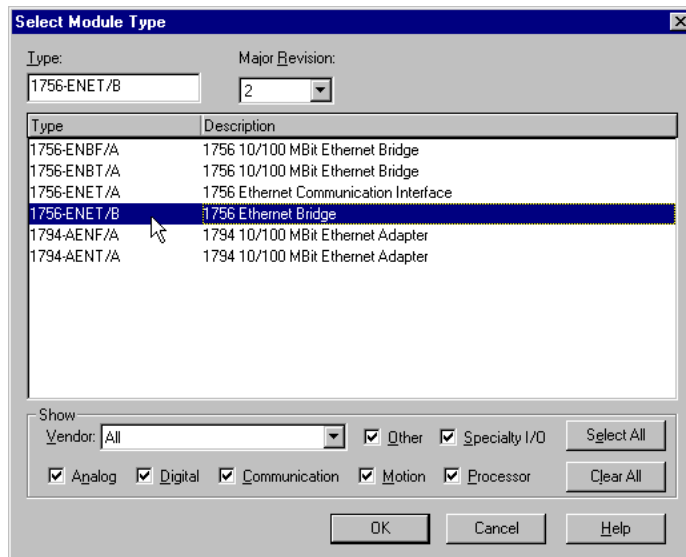 Select Module Type
Type: Major Revision:
1756-ENET/B 2
Type Description
1756-ENBF/A 1756 10/100 MBit Ethernet Bridge
1756-ENBT/A 1756 10/100 MBit Ethernet Bridge
1756-ENET/A 1756 Ethernet Communication Interface
1756-ENET/B 1756 Ethernet Bridge
1794-AENF/A 1794 10/100 MBit Ethernet Adapter
1794-AENT/A 1794 10/100 MBit Ethernet Adapter
Show
Vendor: All Other Specialty I/O Select All
Analog Digital Communication Motion Processor Clear All
OK Cancel Help